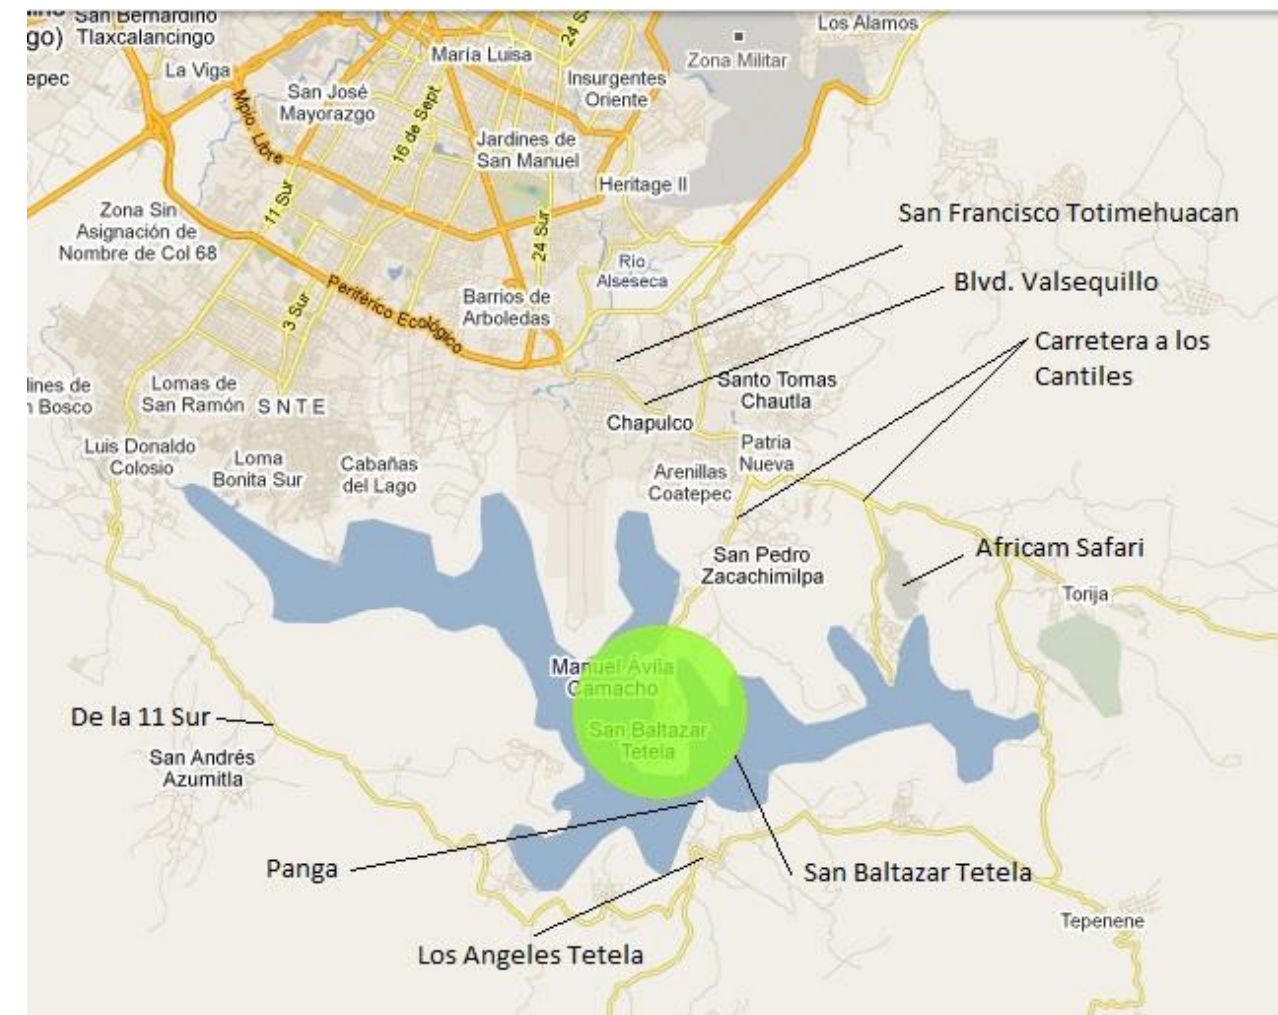 San Bernardino
Tlaxcalancingo
go)
epec
La Viga
María Luisa
24 S
Los Alamos
Zona Militar
Insurgentes
Oriente
San José
Mayorazgo
Mpio. Libre
16 de Sept.
Jardines de
San Manuel
Heritage II
11 Sur
Zona Sin
Asignación de
Nombre de Col 68
24 Sur
San Francisco Totimehuacan
Río
Alseseca
Blvd. Valsequillo
3 Sur
Periférico Ecológico
Barrios de
Arboledas
Carretera a los
Cantiles
lines de
n Bosco
Lomas de
San Ramón
SNTE
Santo Tomas
Chautla
Chapulco
Luis Donaldo
Colosio
Loma
Bonita Sur
Cabañas
del Lago
Patria
Nueva
Arenillas
Coatepec
San Pedro
Zacachimilpa
Africam Safari
Torija
Manuel Ávila
Camacho
San Baltazar
Tetela
De la 11 Sur
San Andrés
Azumitla
Panga
San Baltazar Tetela
Tepenene
Los Angeles Tetela